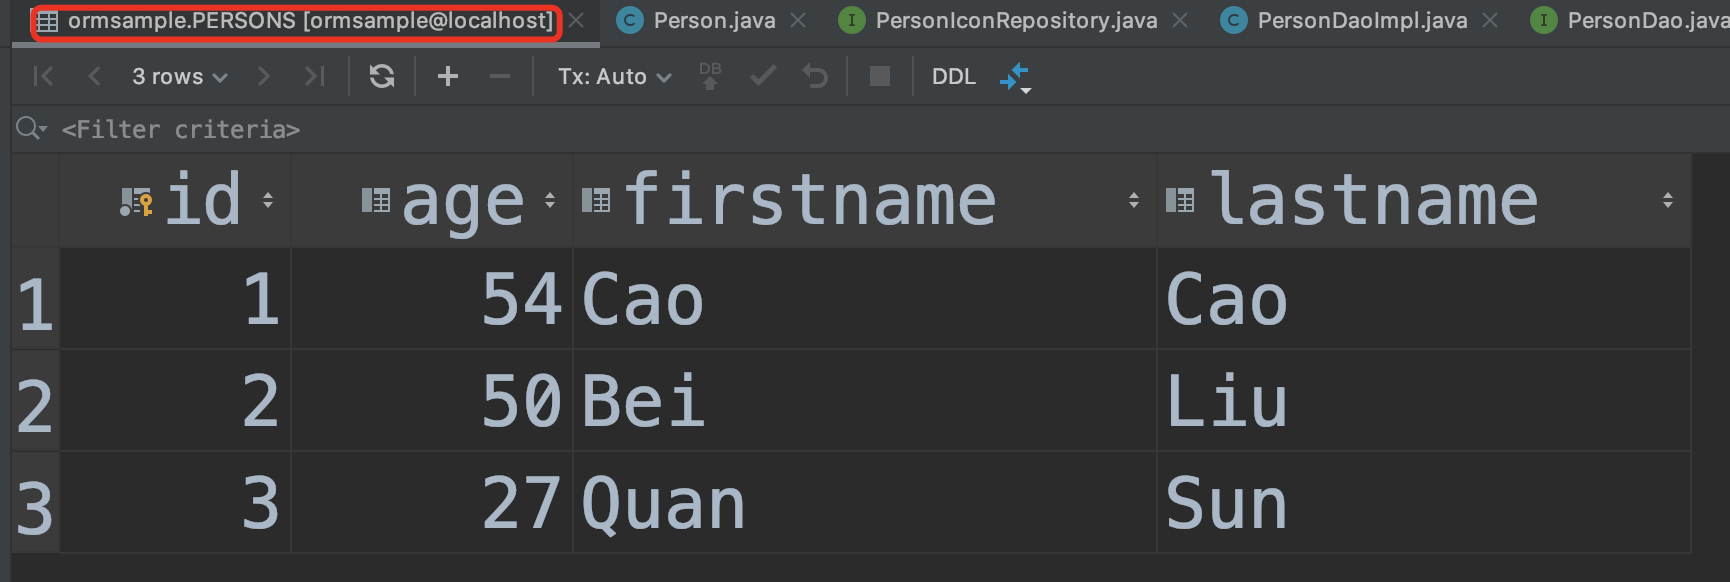 ormsample.PERSONS [ormsample@localhost] Person.java PersonIconRepository.java PersonDaoImpl.java PersonDao.java
3 rows Tx: Auto DB DDL
<Filter criteria>
id age firstname lastname
1 1 54 Cao Cao
2 2 50 Bei Liu
3 3 27 Quan Sun